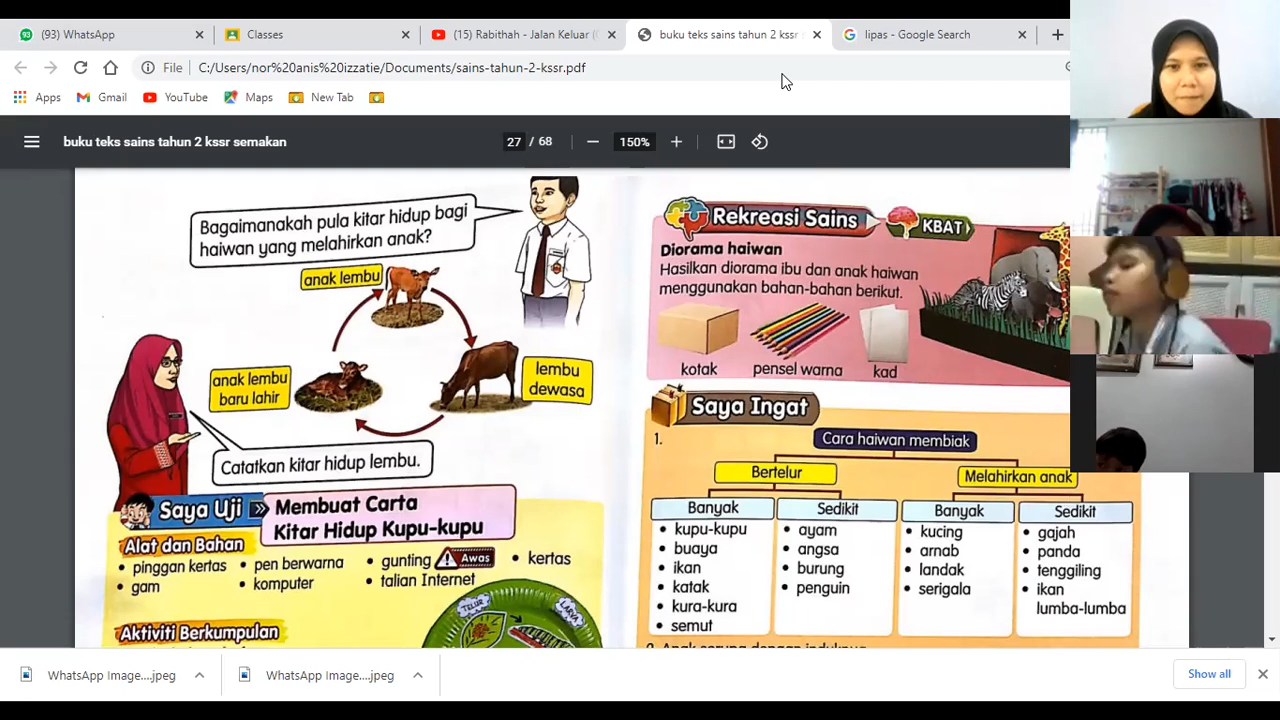 (93) WhatsApp
Classes
(15) Rabithah - Jalan Keluar (
buku teks sains tahun 2 kssr
lipas - Google Search
File
C:/Users/nor%20anis%20izzatie/Documents/sains-tahun-2-kssr.pdf
Apps
Gmail
YouTube
Maps
New Tab
buku teks sains tahun 2 kssr semakan
27 / 68
150%
Bagaimanakah pula kitar hidup bagi
haiwan yang melahirkan anak?
anak lembu
anak lembu
baru lahir
lembu
dewasa
Catatkan kitar hidup lembu.
Saya Uji
Membuat Carta
Kitar Hidup Kupu-kupu
Alat dan Bahan
• pinggan kertas
• pen berwarna
• gunting
Awas
• kertas
• gam
• komputer
• talian Internet
TELUR
LARVA
Aktiviti Berkumpulan
Rekreasi Sains
KBAT
Diorama haiwan
Hasilkan diorama ibu dan anak haiwan
menggunakan bahan-bahan berikut.
kotak
pensel warna
kad
Saya Ingat
1.
Cara haiwan membiak
Bertelur
Melahirkan anak
Banyak
• kupu-kupu
• buaya
• ikan
• katak
• kura-kura
• semut
Sedikit
• ayam
• angsa
• burung
• penguin
Banyak
• kucing
• arnab
• landak
• serigala
Sedikit
• gajah
• panda
• tenggiling
• ikan
lumba-lumba
2. Anak serupa dengan induknya
WhatsApp Image....jpeg
WhatsApp Image....jpeg
Show all